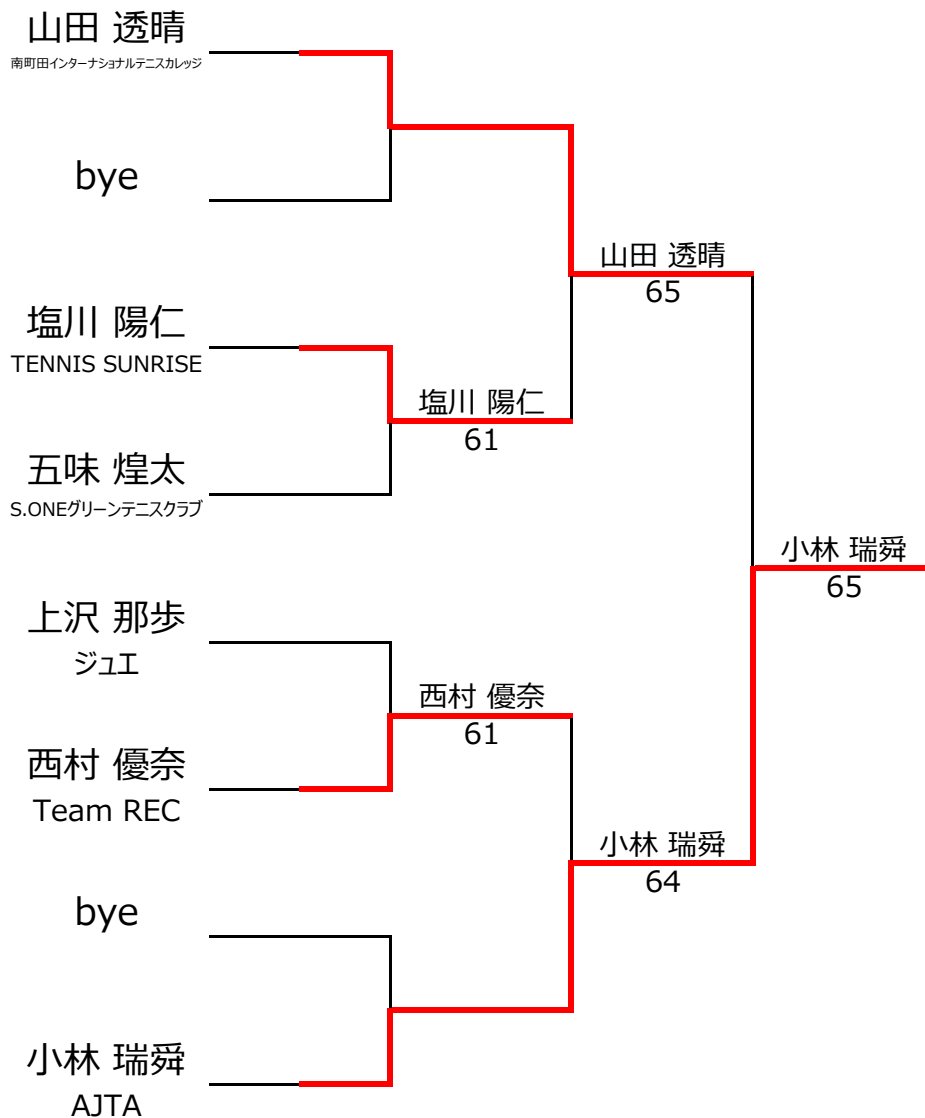 山田 透晴
南町田インターナショナルテニスカレッジ
bye
塩川 陽仁
TENNIS SUNRISE
五味 煌太
S.ONEグリーンテニスクラブ
上沢 那歩
ジュエ
西村 優奈
Team REC
bye
小林 瑞舜
AJTA
塩川 陽仁
61
西村 優奈
61
山田 透晴
65
小林 瑞舜
64
小林 瑞舜
65